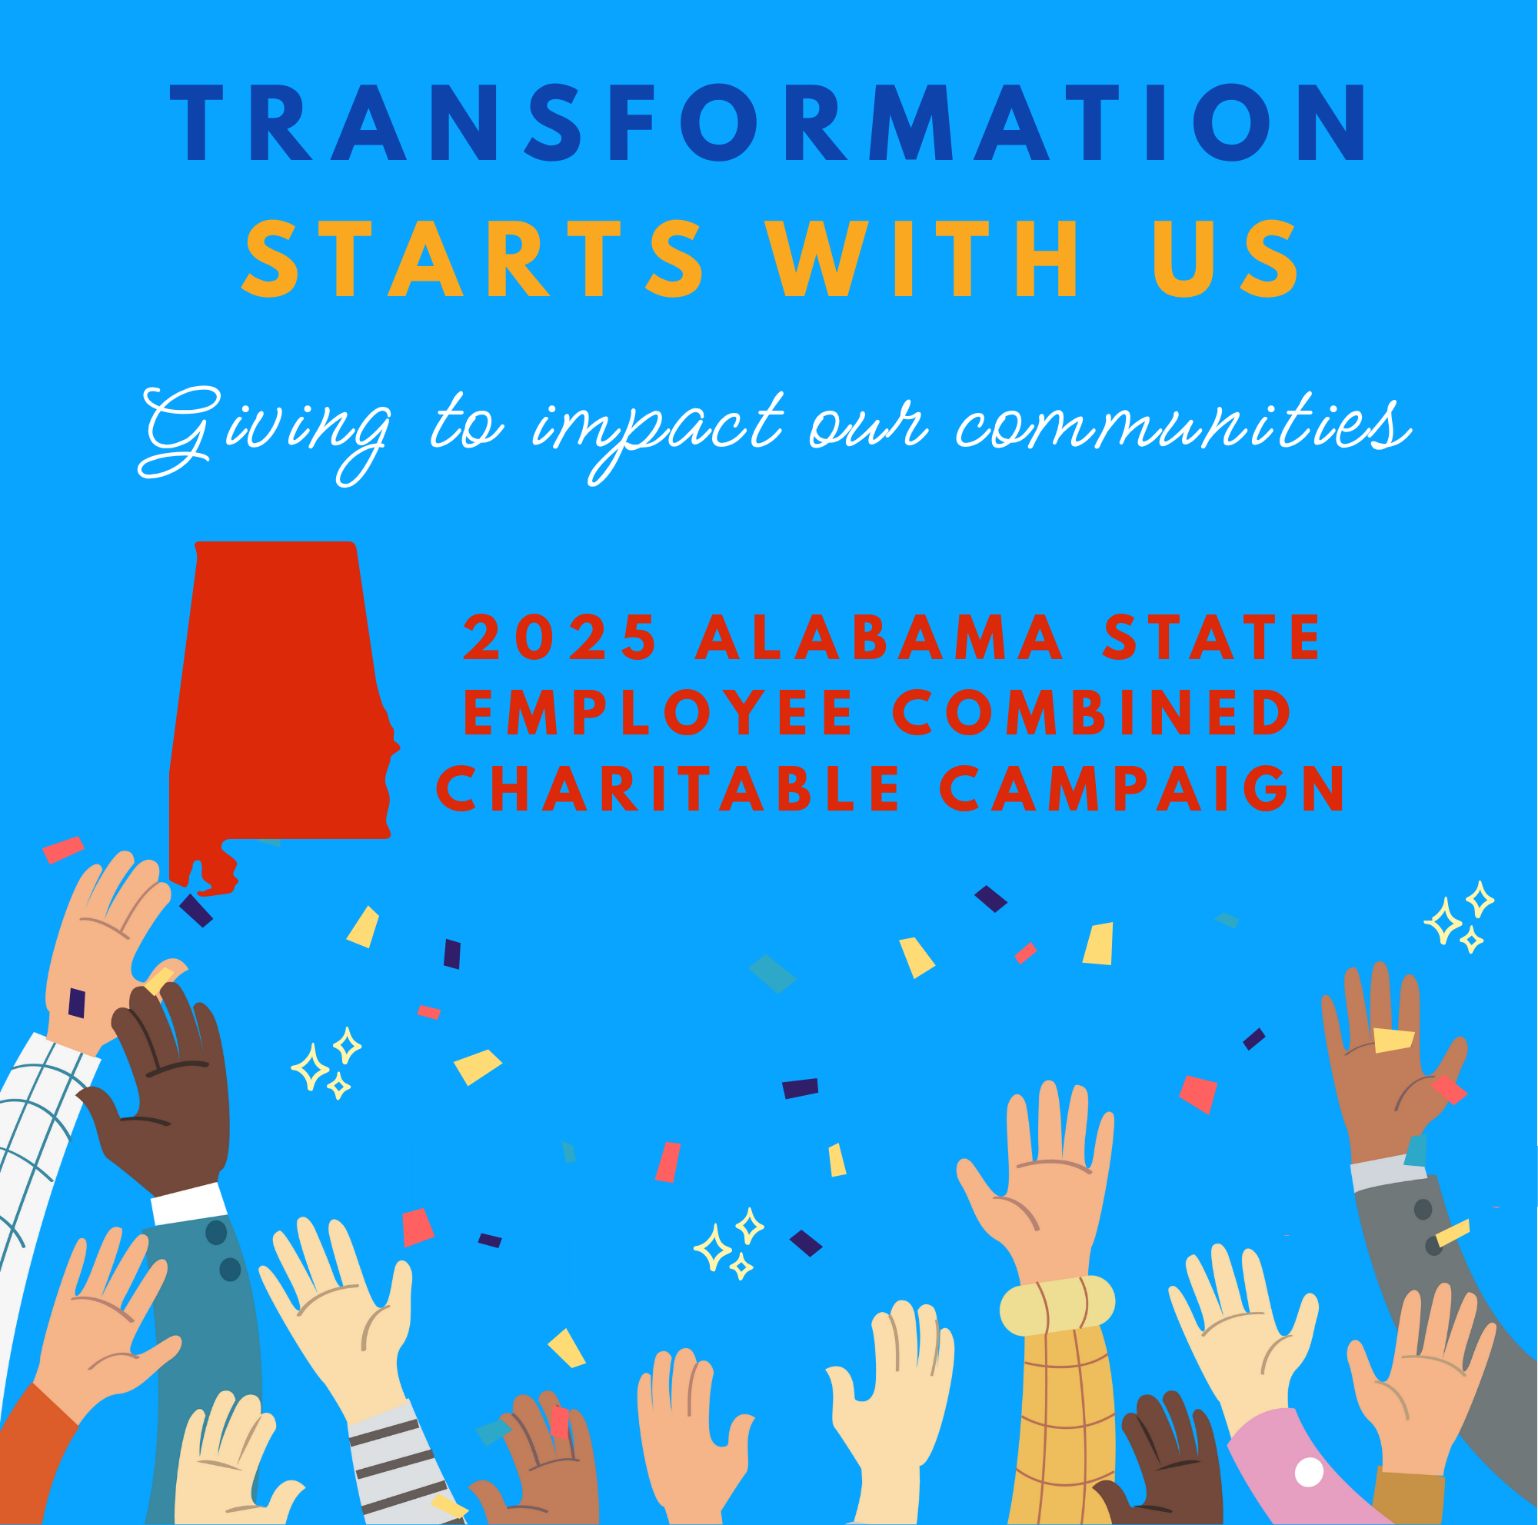 TRANSFORMATION
STARTS WITH US
Giving to impact our communities
2025 ALABAMA STATE
EMPLOYEE COMBINED
CHARITABLE CAMPAIGN